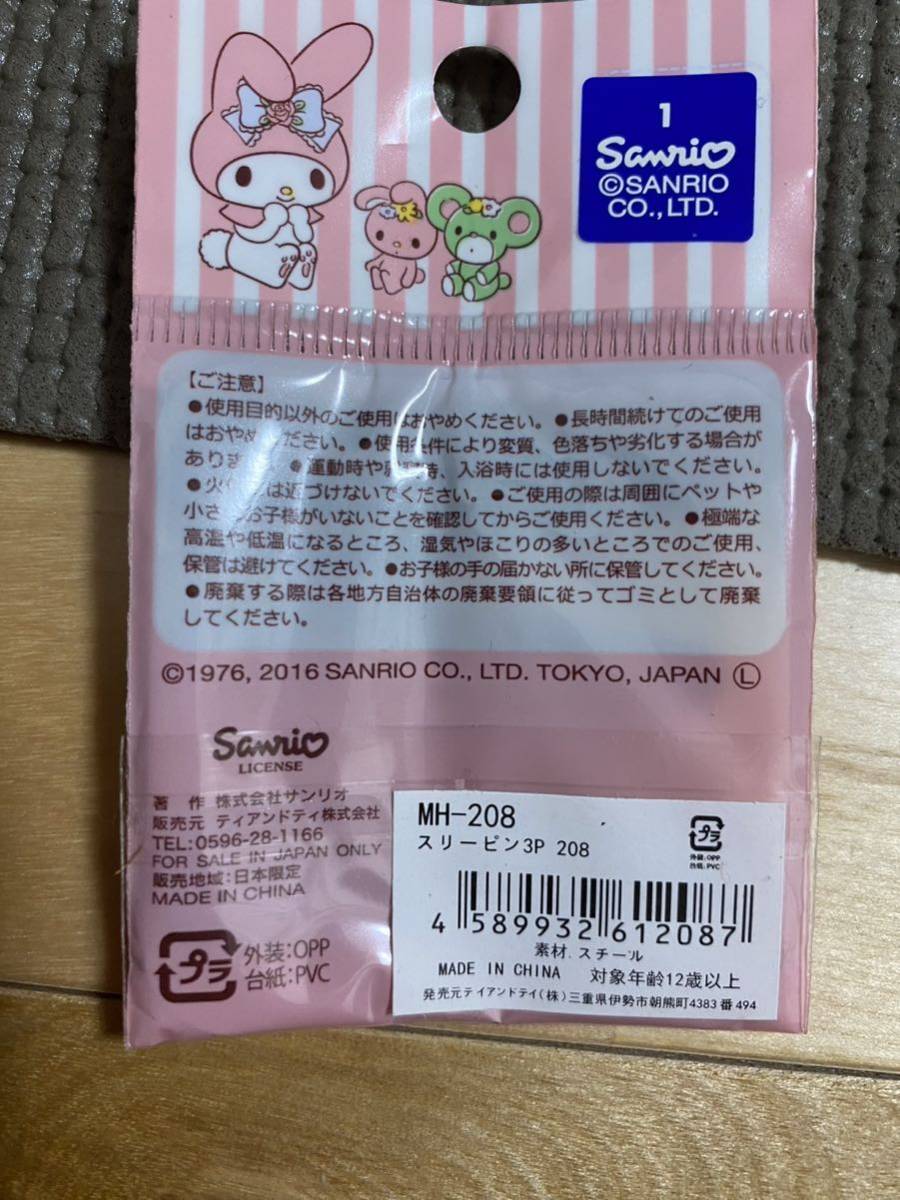 1
Sanrio
©SANRIO
CO.,LTD.
【ご注意】
●使用目的以外のご使用はおやめください。●長時間続けてのご使用
はおやめください。●使用条件により変質、色落ちや劣化する場合が
あります。●運動時や 時、入浴時には使用しないでください。
●火 は近づけないでください。●ご使用の際は周囲にペットや
小さ お子様がいないことを確認してからご使用ください。●極端な
高温や低温になるところ、湿気やほこりの多いところでのご使用、
保管は避けてください。●お子様の手の届かない所に保管してください。
●廃棄する際は各地方自治体の廃棄要領に従ってゴミとして廃棄
してください。
©1976, 2016 SANRIO CO., LTD. TOKYO, JAPAN Ⓛ
Sanrio
LICENSE
著 作 株式会社サンリオ
販売元 ティアンドティ株式会社
TEL:0596-28-1166
FOR SALE IN JAPAN ONLY
販売地域:日本限定
MADE IN CHINA
プラ
外装:OPP
台紙:PVC
MH-208
スリーピン3P 208
プラ
外装:OPP
台紙:PVC
4 589932 612087
素材.スチール
MADE IN CHINA 対象年齢12歳以上
発売元テイアンドテイ(株)三重県伊勢市朝熊町4383番494